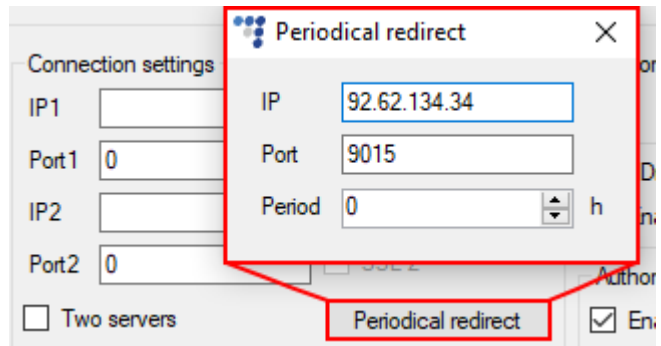 Periodical redirect
Connection settings
IP 92.62.134.34
IP1
Port 9015
Port1 0
Period 0 h
IP2
Port2 0
Two servers
Periodical redirect